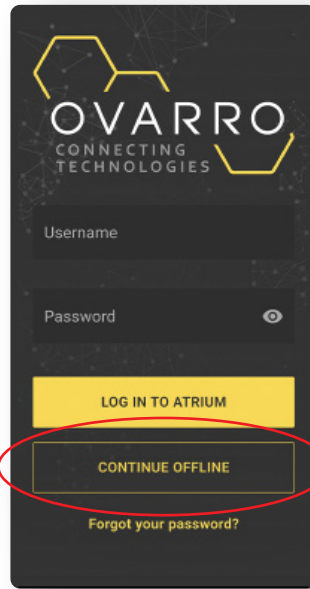 OVARRO
CONNECTING
TECHNOLOGIES
Username
Password
LOG IN TO ATRIUM
CONTINUE OFFLINE
Forgot your password?